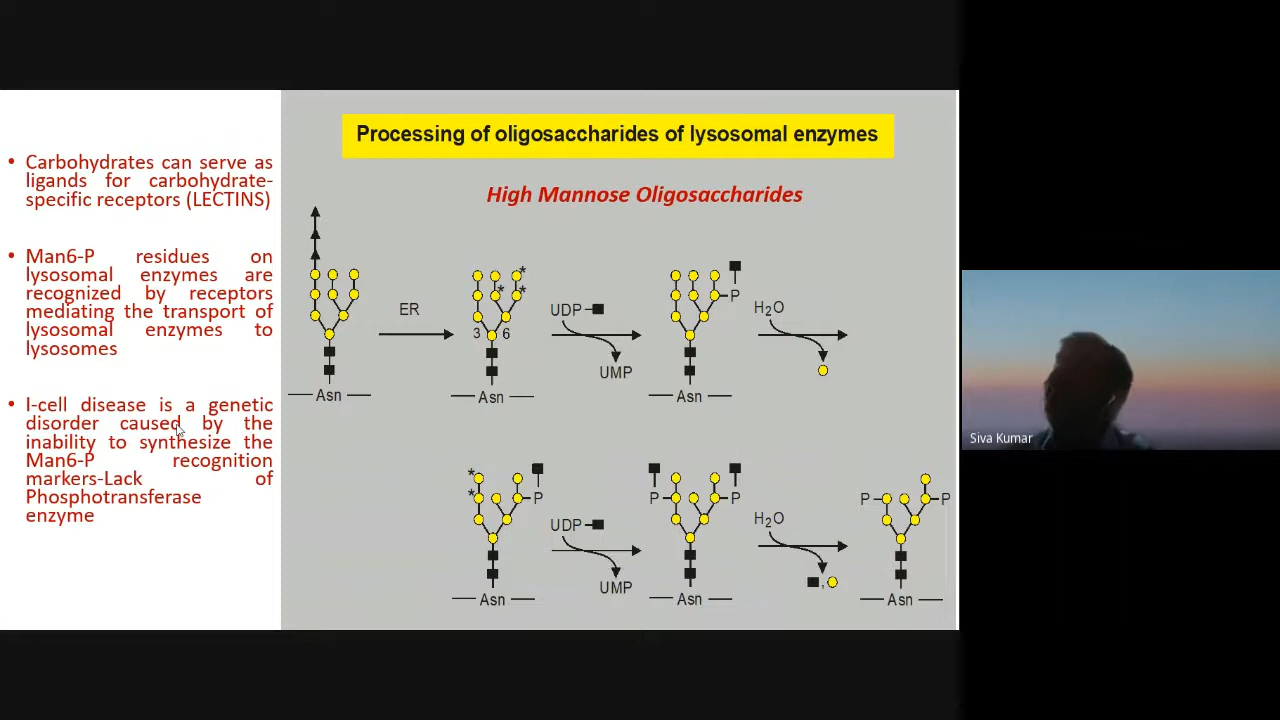 Processing of oligosaccharides of lysosomal enzymes
High Mannose Oligosaccharides
• Carbohydrates can serve as
ligands for carbohydrate-
specific receptors (LECTINS)
• Man6-P residues on
lysosomal enzymes are
recognized by receptors
mediating the transport of
lysosomal enzymes to
lysosomes
• I-cell disease is a genetic
disorder caused by the
inability to synthesize the
Man6-P recognition
markers-Lack of
Phosphotransferase
enzyme
ER
* * *
3 6
UDP
UMP
P
H₂O
Asn
Asn
Asn
* *
P
UDP
UMP
P P
H₂O
,
P P
Asn
Asn
Asn
Siva Kumar